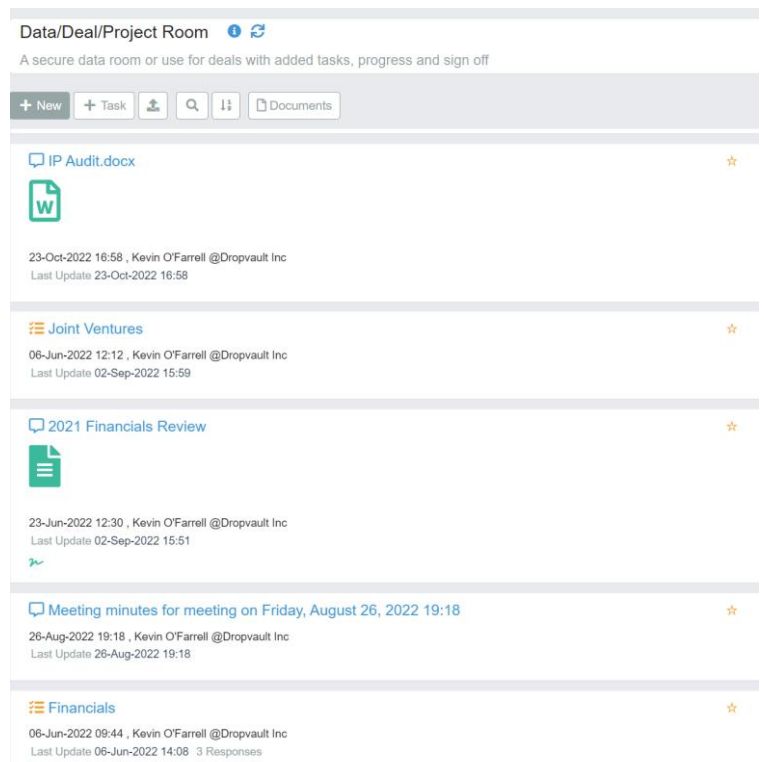 Data/Deal/Project Room
A secure data room or use for deals with added tasks, progress and sign off
+ New + Task Documents
IP Audit.docx
W
23-Oct-2022 16:58 , Kevin O'Farrell @Dropvault Inc
Last Update 23-Oct-2022 16:58
Joint Ventures
06-Jun-2022 12:12 , Kevin O'Farrell @Dropvault Inc
Last Update 02-Sep-2022 15:59
2021 Financials Review
23-Jun-2022 12:30 , Kevin O'Farrell @Dropvault Inc
Last Update 02-Sep-2022 15:51
Meeting minutes for meeting on Friday, August 26, 2022 19:18
26-Aug-2022 19:18 , Kevin O'Farrell @Dropvault Inc
Last Update 26-Aug-2022 19:18
Financials
06-Jun-2022 09:44 , Kevin O'Farrell @Dropvault Inc
Last Update 06-Jun-2022 14:08 3 Responses